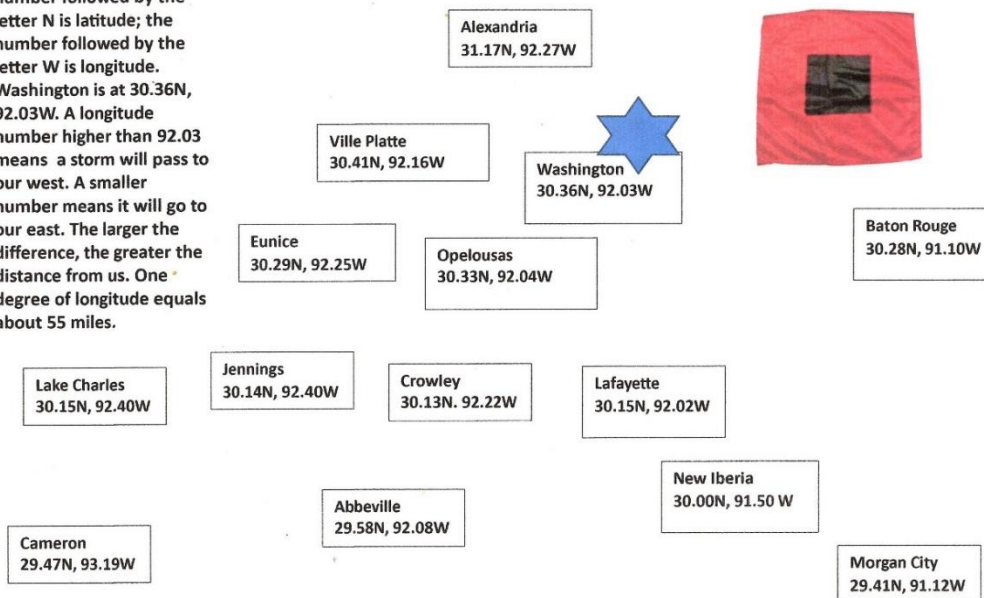 number followed by the
etter N is latitude; the
number followed by the
etter W is longitude.
Washington is at 30.36N,
92.03W. A longitude
number higher than 92.03
means a storm will pass to
our west. A smaller
number means it will go to
our east. The larger the
difference, the greater the
distance from us. One
degree of longitude equals
about 55 miles.
Alexandria
31.17N, 92.27W
Ville Platte
30.41N, 92.16W
Washington
30.36N, 92.03W
Baton Rouge
30.28N, 91.10W
Eunice
30.29N, 92.25W
Opelousas
30.33N, 92.04W
Lake Charles
30.15N, 92.40W
Jennings
30.14N, 92.40W
Crowley
30.13N. 92.22W
Lafayette
30.15N, 92.02W
New Iberia
30.00N, 91.50 W
Abbeville
29.58N, 92.08W
Cameron
29.47N, 93.19W
Morgan City
29.41N, 91.12W